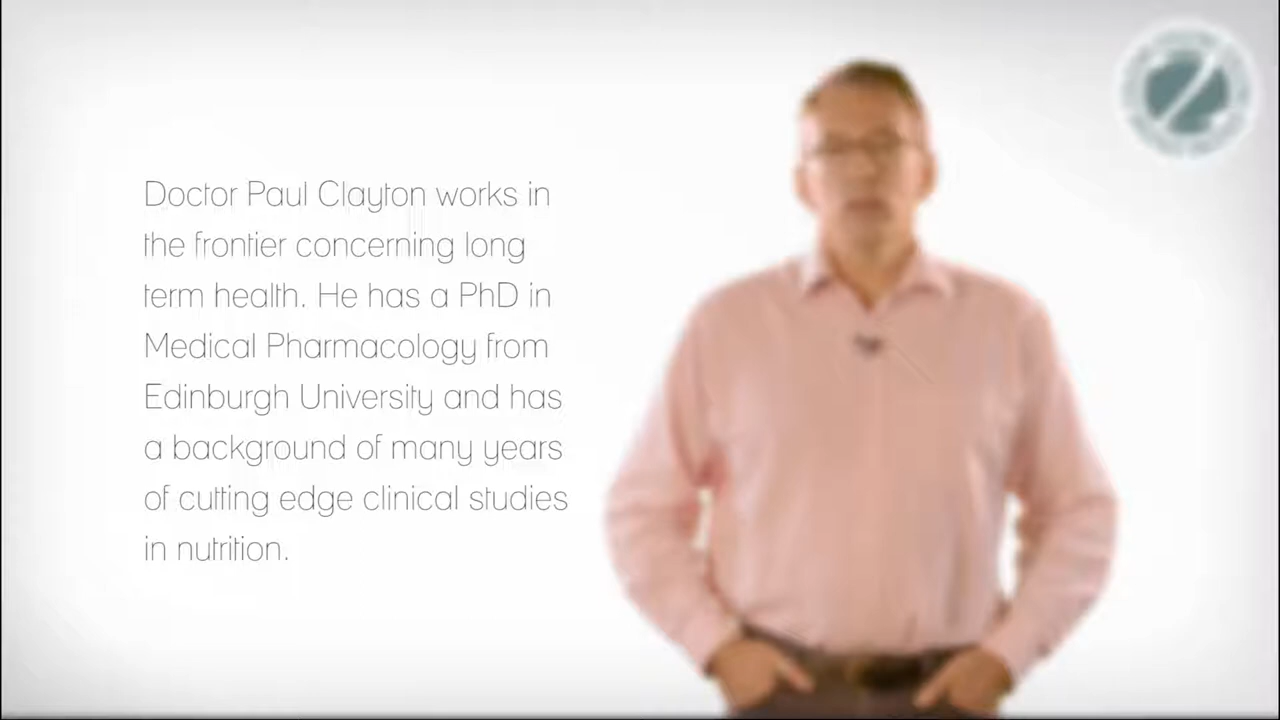 Doctor Paul Clayton works in
the frontier concerning long
term health. He has a PhD in
Medical Pharmacology from
Edinburgh University and has
a background of many years
of cutting edge clinical studies
in nutrition.